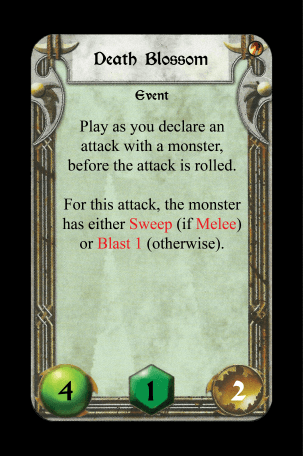 Death Blossom
Event
Play as you declare an
attack with a monster,
before the attack is rolled.
For this attack, the monster
has either Sweep (if Melee)
or Blast 1 (otherwise).
4 1 2